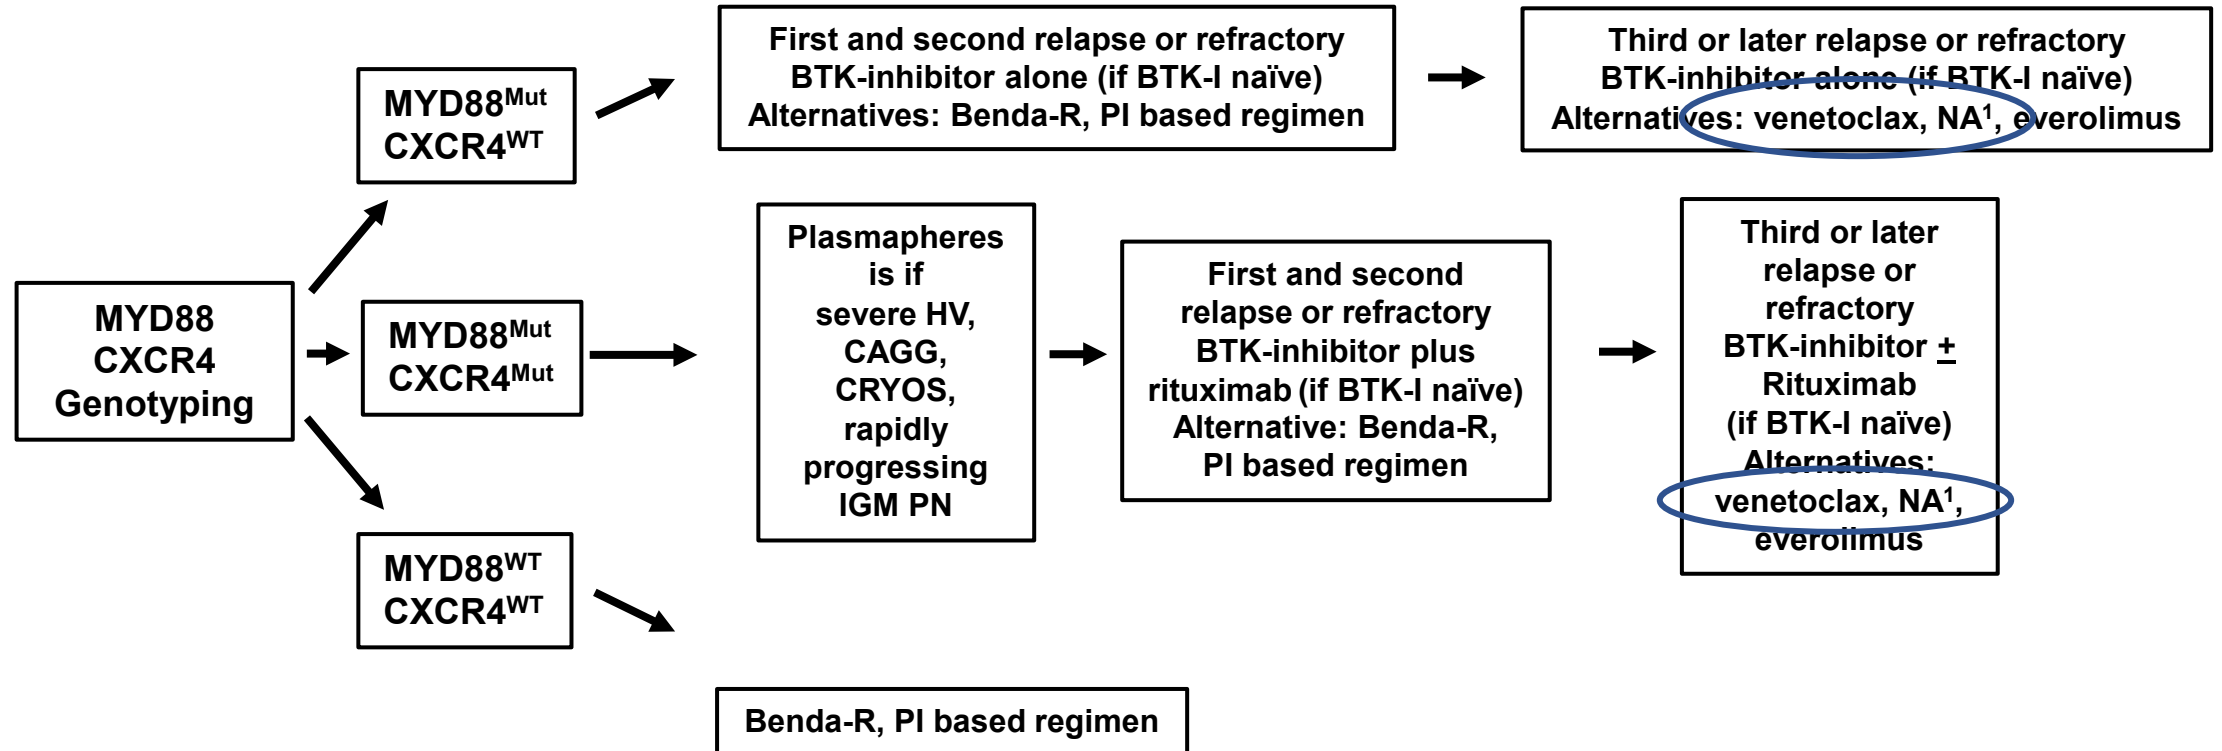 MYD88
CXCR4
Genotyping
MYD88Mut
CXCR4WT
First and second relapse or refractory
BTK-inhibitor alone (if BTK-I naïve)
Alternatives: Benda-R, PI based regimen
Third or later relapse or refractory
BTK-inhibitor alone (if BTK-I naïve)
Alternatives: venetoclax, NA¹, everolimus
MYD88Mut
CXCR4Mut
Plasmapheres
is if
severe HV,
CAGG,
CRYOS,
rapidly
progressing
IGM PN
First and second
relapse or refractory
BTK-inhibitor plus
rituximab (if BTK-I naïve)
Alternative: Benda-R,
PI based regimen
Third or later
relapse or
refractory
BTK-inhibitor ±
Rituximab
(if BTK-I naïve)
Alternatives:
venetoclax, NA¹,
everolimus
MYD88WT
CXCR4WT
Benda-R, PI based regimen